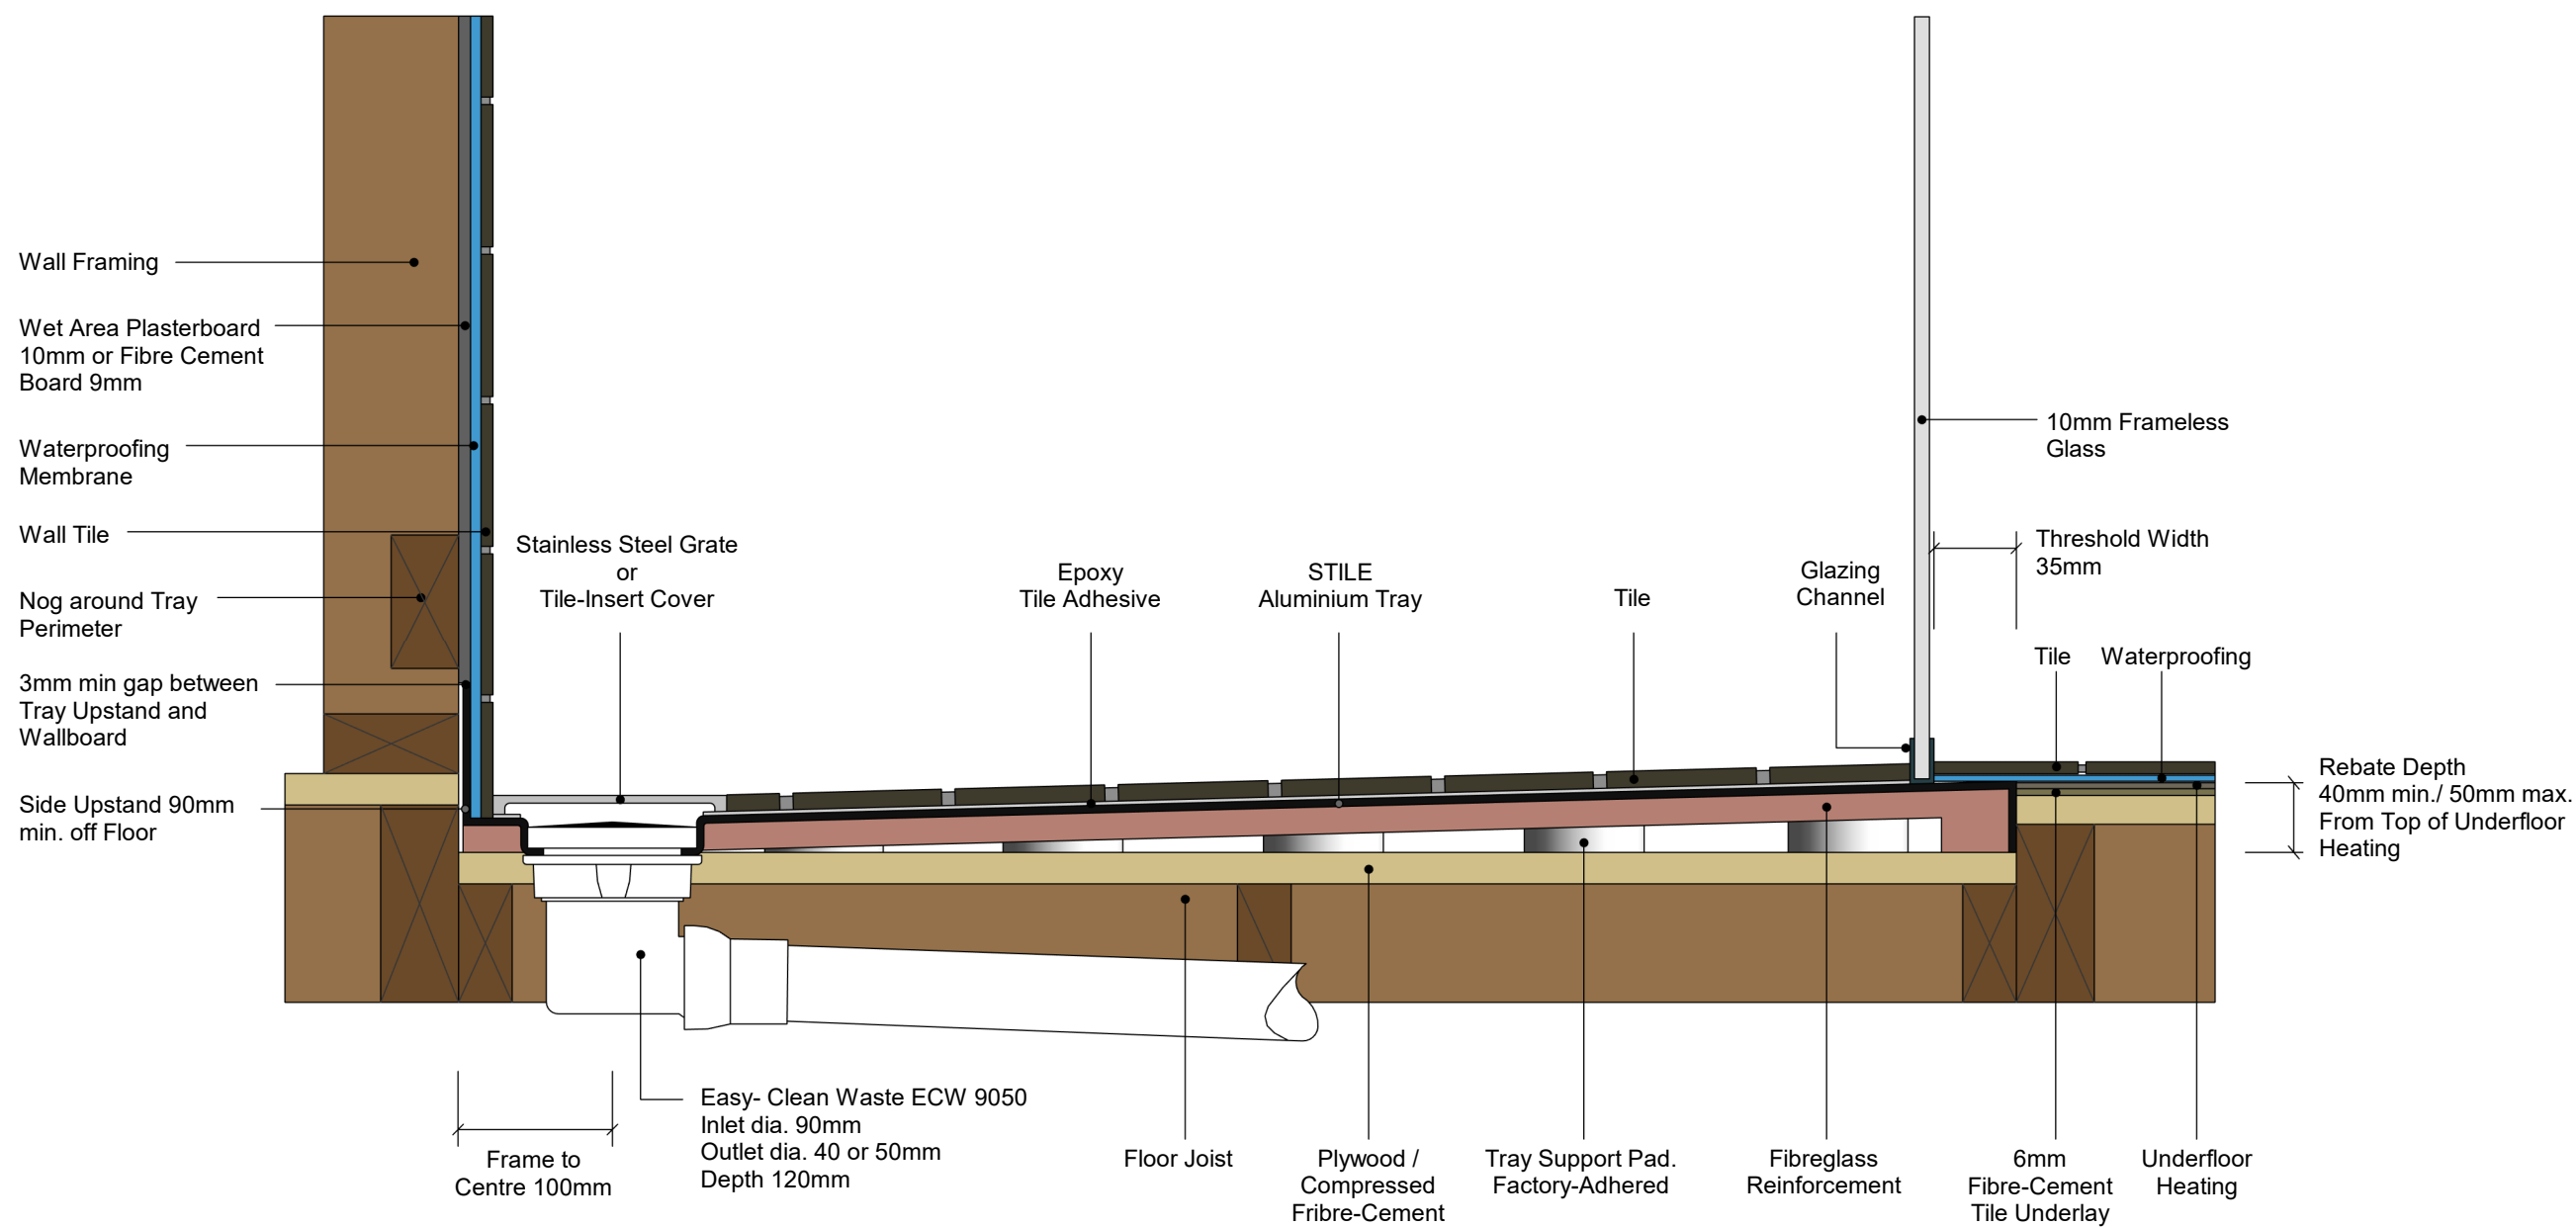 Wall Framing
Wet Area Plasterboard
10mm or Fibre Cement
Board 9mm
Waterproofing
Membrane
Wall Tile
Nog around Tray
Perimeter
3mm min gap between
Tray Upstand and
Wallboard
Side Upstand 90mm
min. off Floor
Stainless Steel Grate
or
Tile-Insert Cover
Epoxy
Tile Adhesive
STILE
Aluminium Tray
Tile
Glazing
Channel
10mm Frameless
Glass
Threshold Width
35mm
Tile
Waterproofing
Rebate Depth
40mm min./ 50mm max.
From Top of Underfloor
Heating
Frame to
Centre 100mm
Easy- Clean Waste ECW 9050
Inlet dia. 90mm
Outlet dia. 40 or 50mm
Depth 120mm
Floor Joist
Plywood /
Compressed
Fribre-Cement
Tray Support Pad.
Factory-Adhered
Fibreglass
Reinforcement
6mm
Fibre-Cement
Tile Underlay
Underfloor
Heating